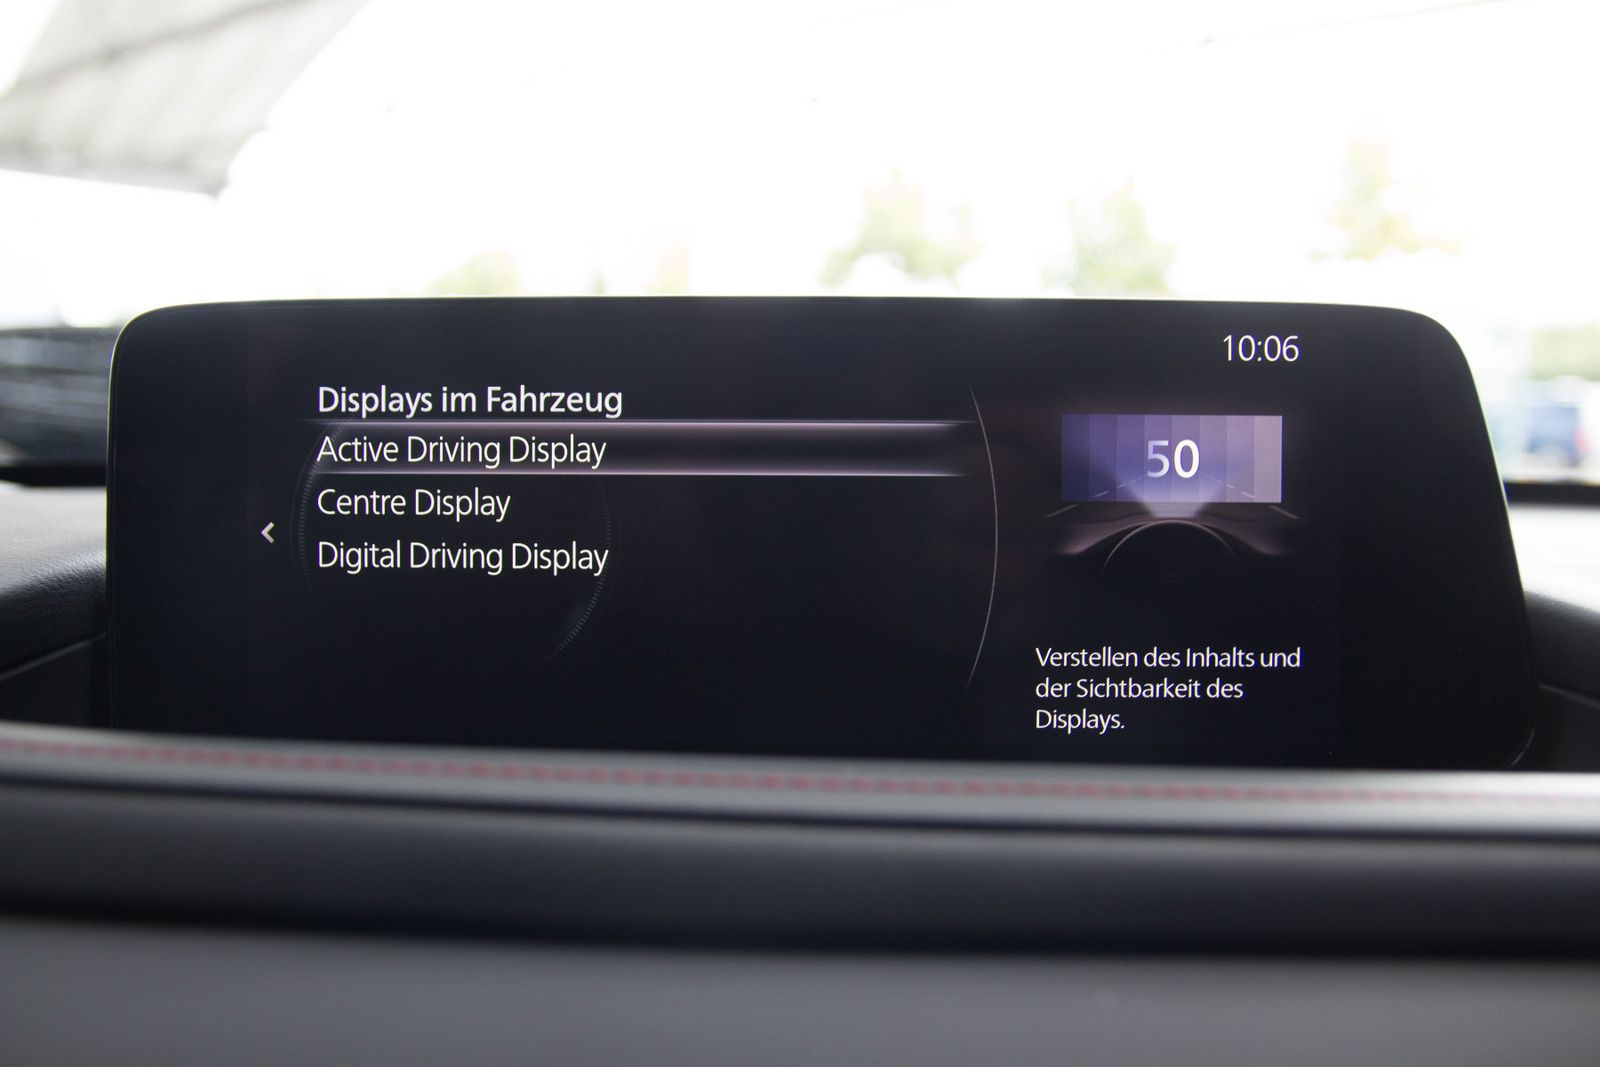 10:06
Displays im Fahrzeug
Active Driving Display
Centre Display
Digital Driving Display
50
Verstellen des Inhalts und
der Sichtbarkeit des
Displays.